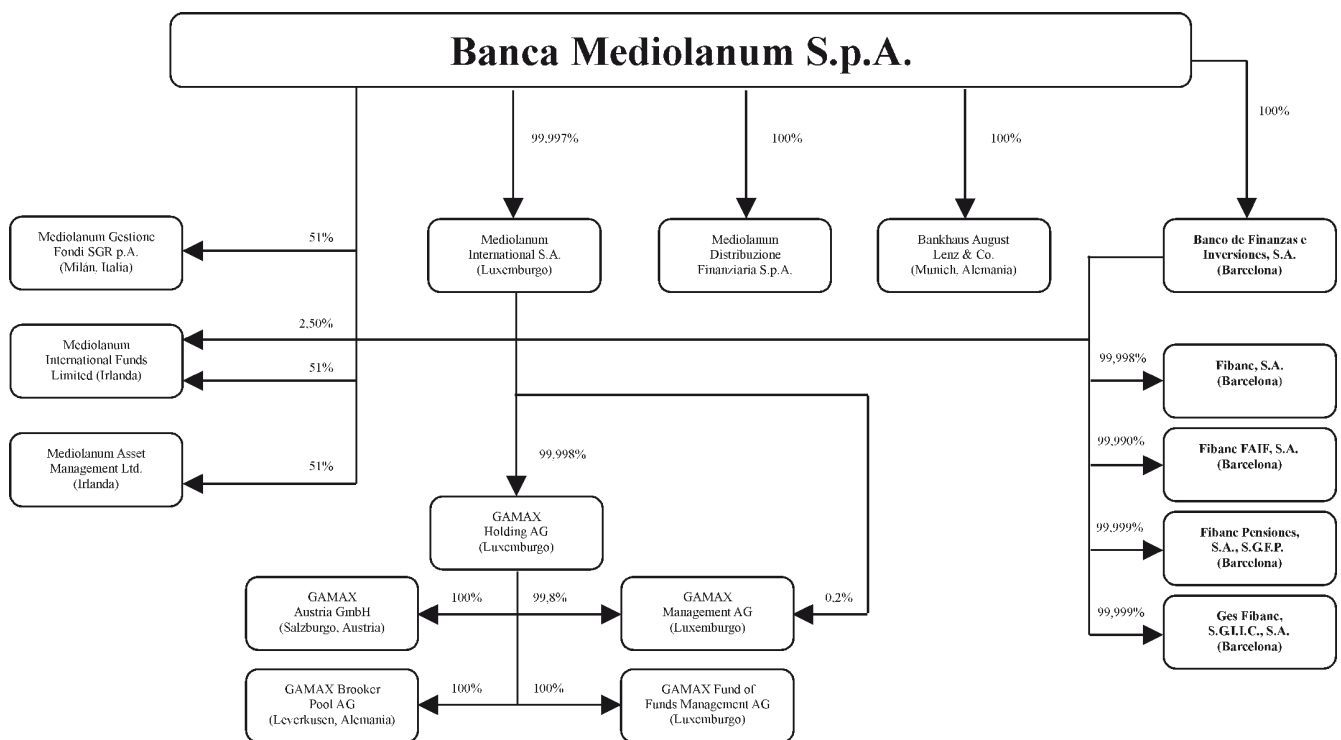 Banca Mediolanum S.p.A.
99,997%
100%
100%
100%
Mediolanum Gestione
Fondi SGR p.A.
(Milán, Italia)
51%
Mediolanum
International S.A.
(Luxemburgo)
Mediolanum
Distribuzione
Finanziaria S.p.A.
Bankhaus August
Lenz & Co.
(Munich, Alemania)
Banco de Finanzas e
Inversiones, S.A.
(Barcelona)
Mediolanum
International Funds
Limited (Irlanda)
2,50%
51%
99,998%
Fibanc, S.A.
(Barcelona)
Mediolanum Asset
Management Ltd.
(Irlanda)
51%
99,998%
99,990%
Fibanc FAIF, S.A.
(Barcelona)
GAMAX
Holding AG
(Luxemburgo)
99,999%
Fibanc Pensiones,
S.A., S.G.F.P.
(Barcelona)
GAMAX
Austria GmbH
(Salzburgo, Austria)
100%
99,8%
GAMAX
Management AG
(Luxemburgo)
0,2%
99,999%
Ges Fibanc,
S.G.I.I.C., S.A.
(Barcelona)
GAMAX Brooker
Pool AG
(Leverkusen, Alemania)
100%
100%
GAMAX Fund of
Funds Management AG
(Luxemburgo)